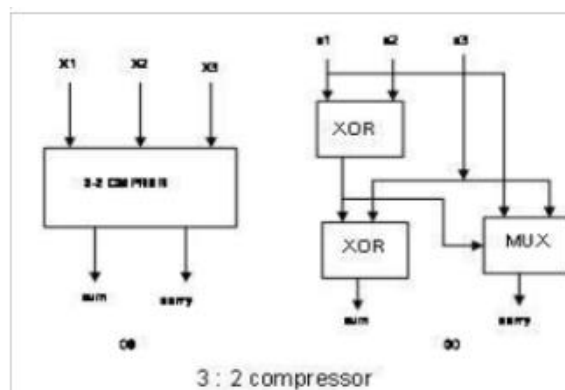 X1 X2 X3
sum
carry
x1 x2 x3
XOR
XOR
MUX
sum
carry
3 : 2 compressor